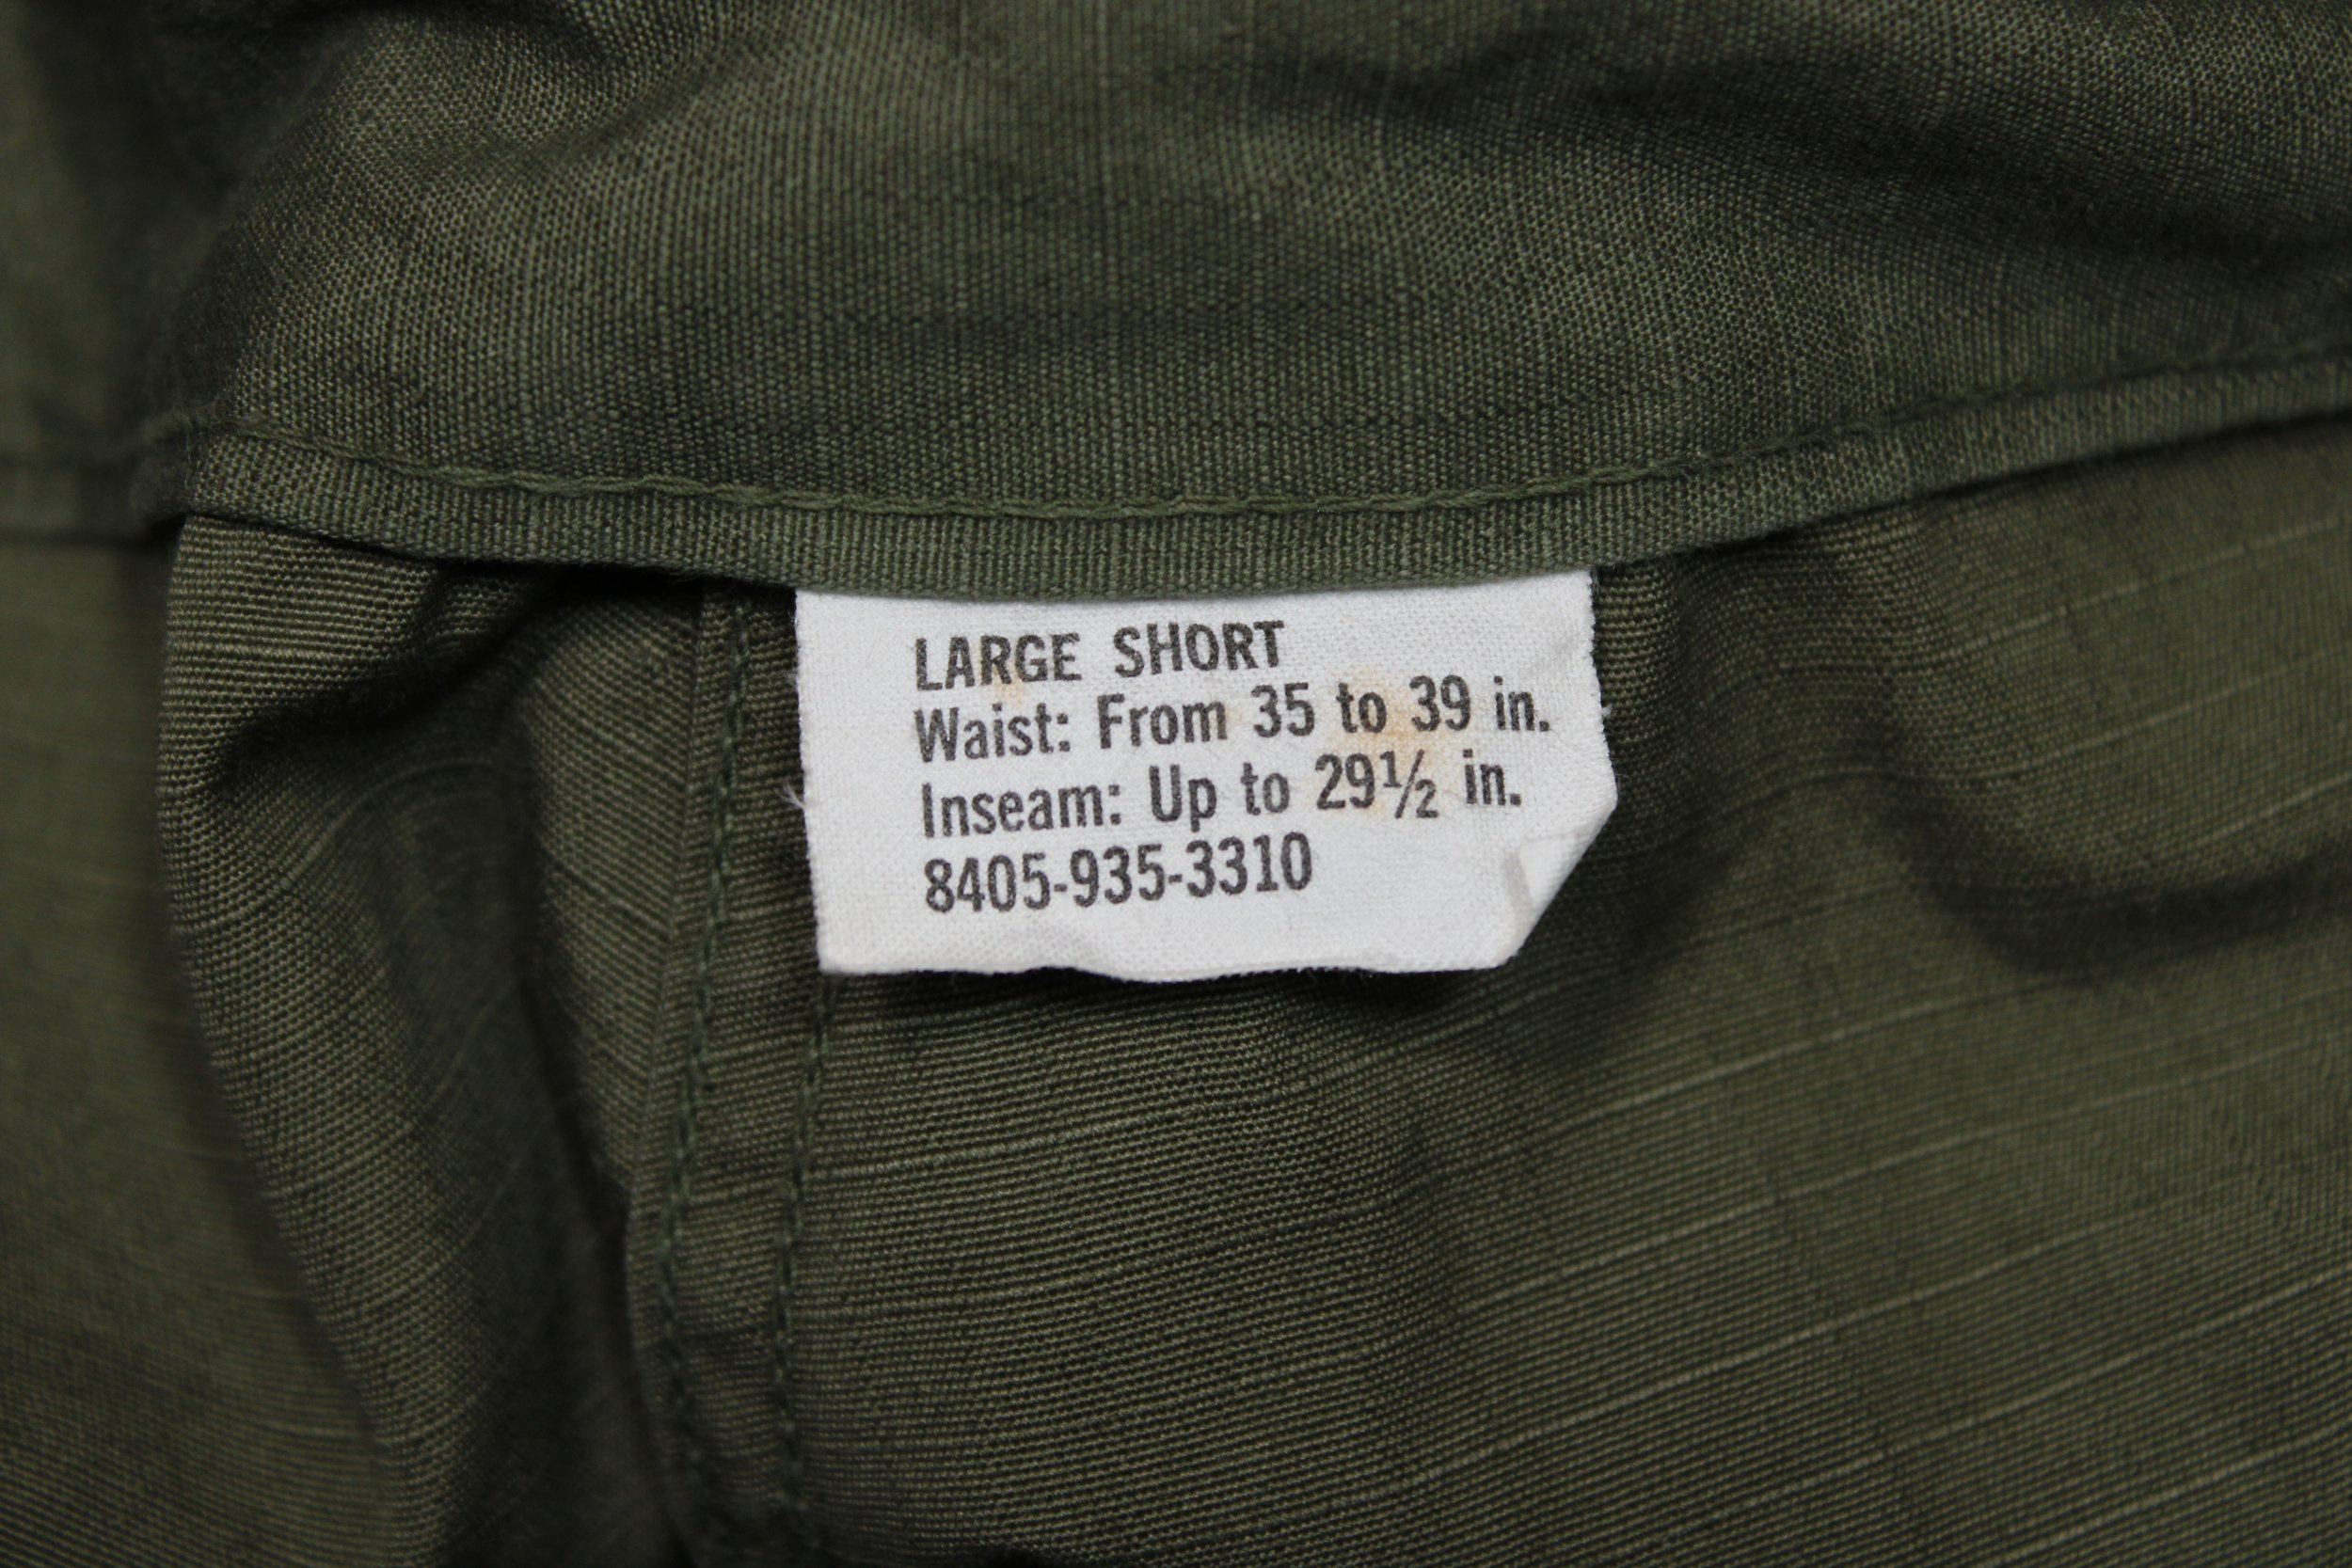 LARGE SHORT
Waist: From 35 to 39 in.
Inseam: Up to 29½ in.
8405-935-3310